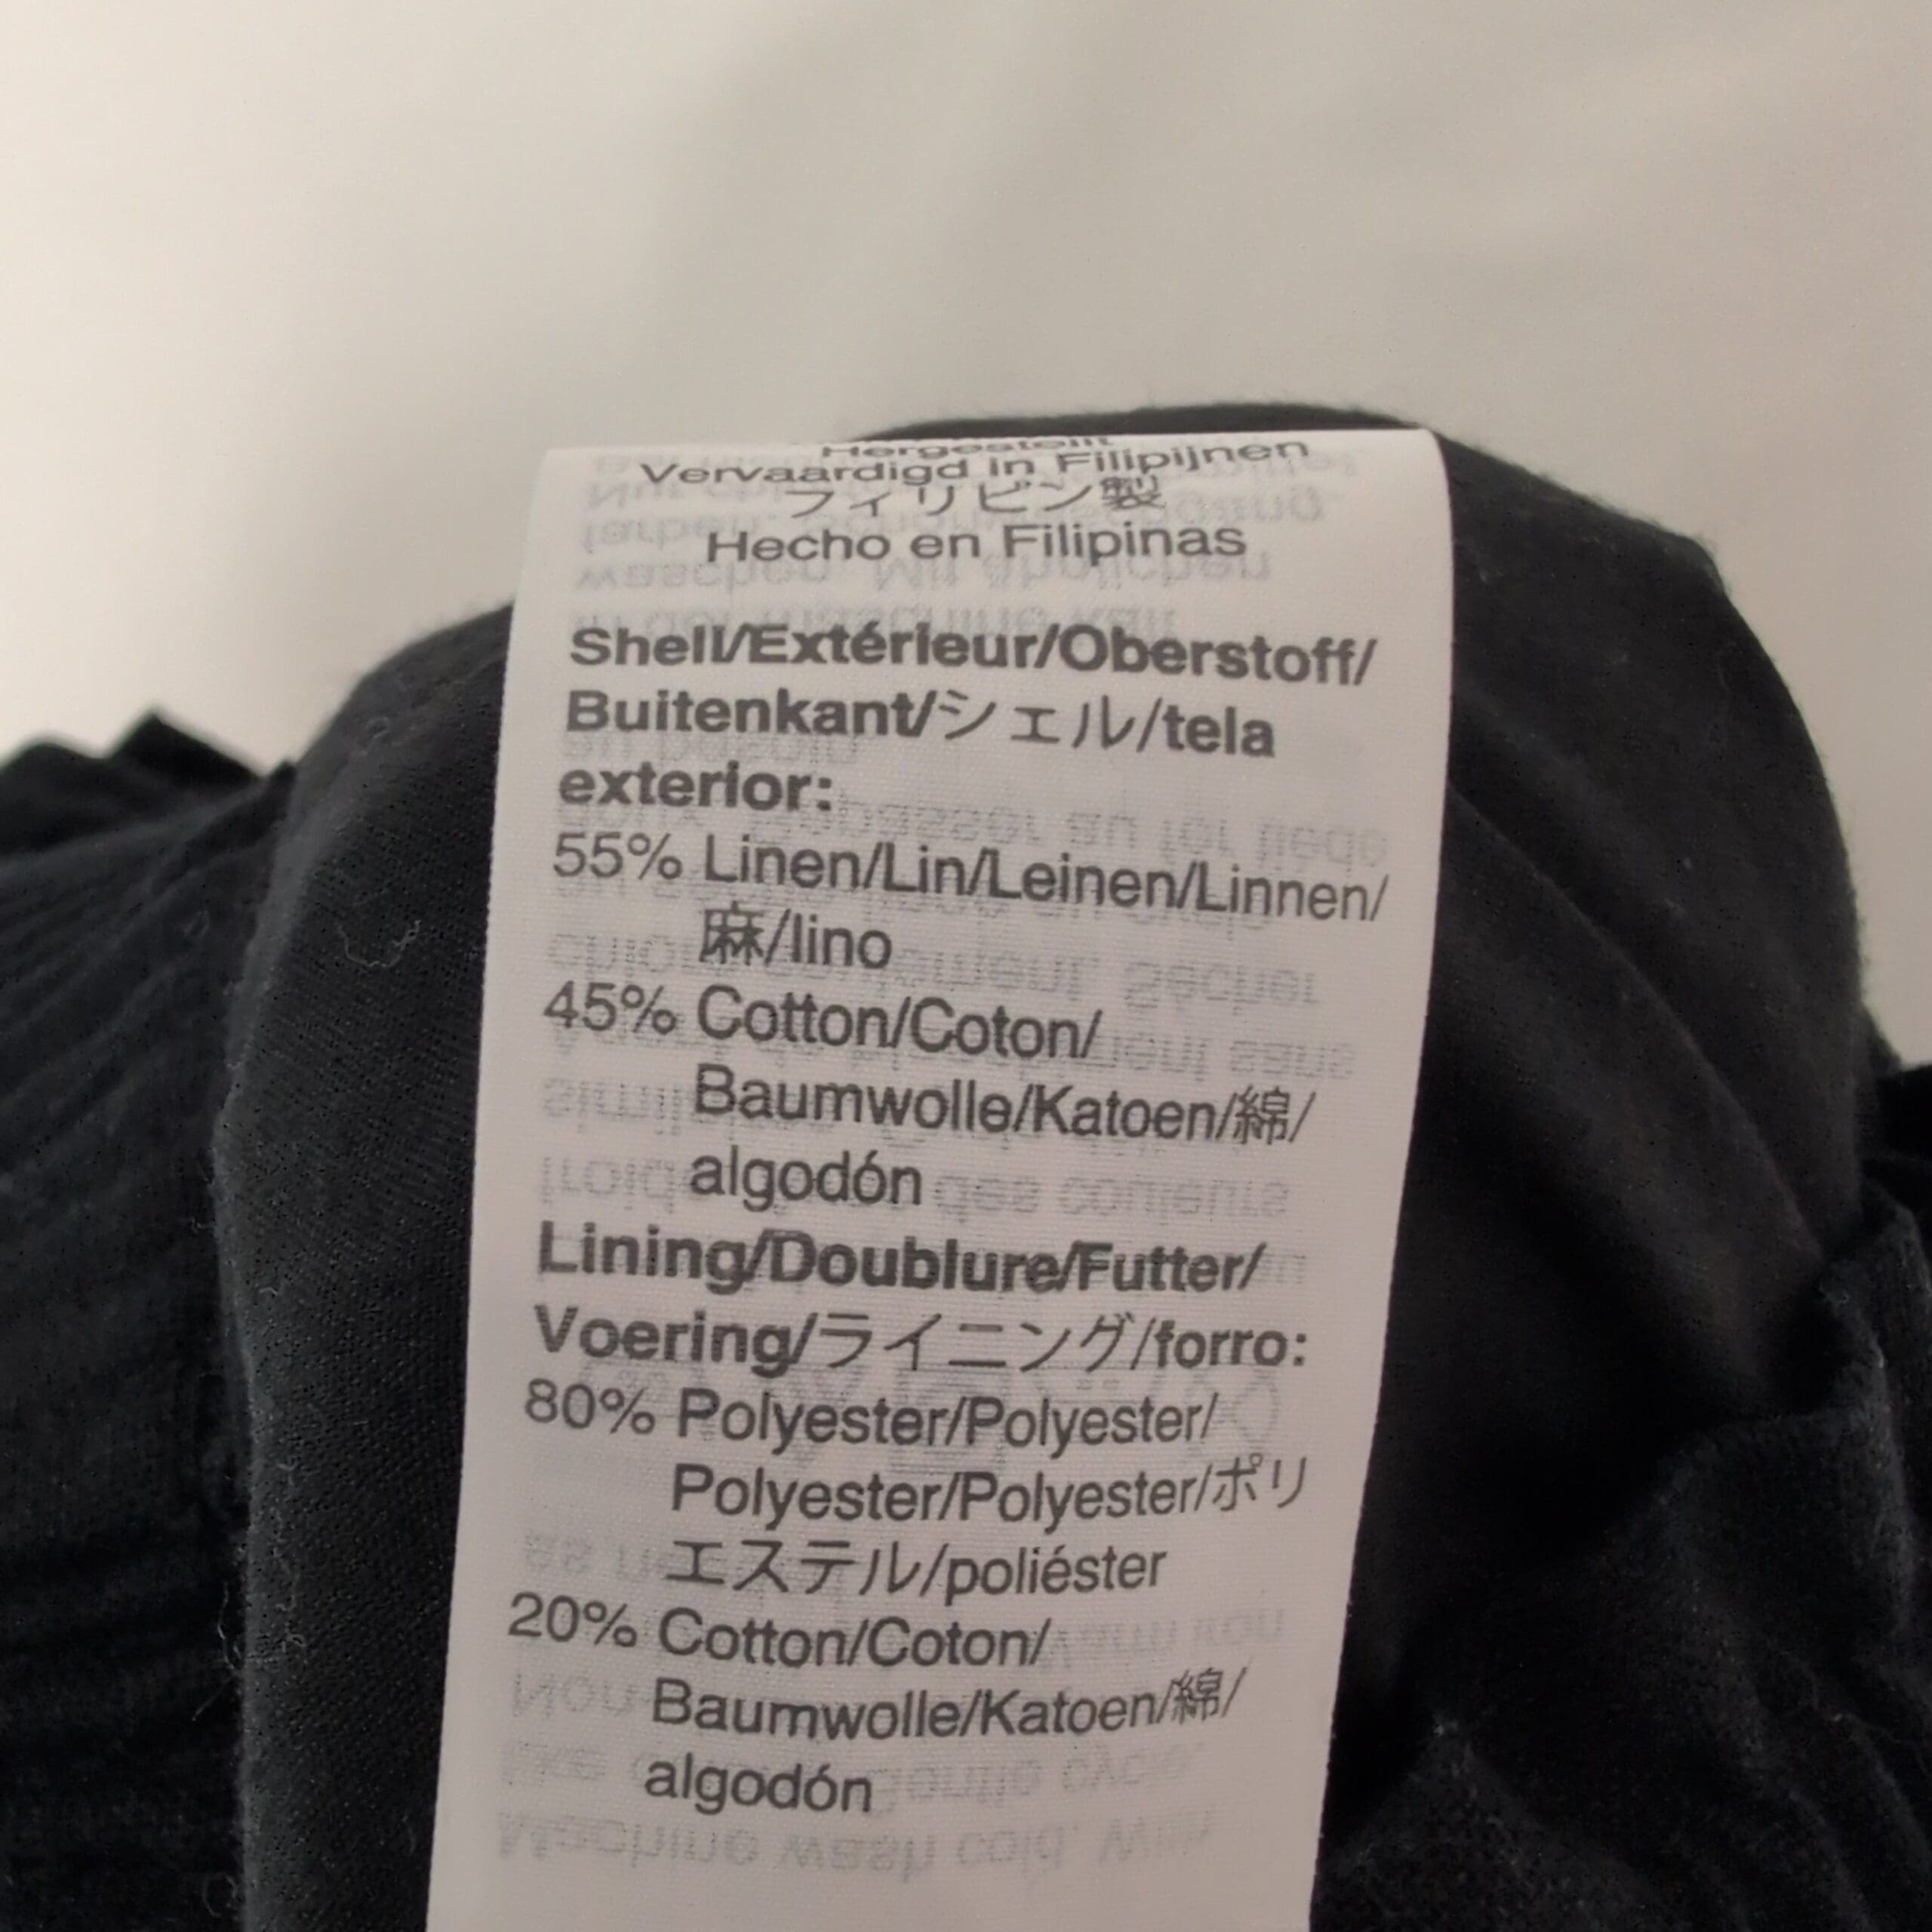 Hergestellt
Vervaardigd in Filipijnen
フィリピン製
Hecho en Filipinas
Shell/Extérieur/Oberstoff/
Buitenkant/シェル/tela
exterior:
55% Linen/Lin/Leinen/Linnen/
麻/lino
45% Cotton/Coton/
Baumwolle/Katoen/綿/
algodón
Lining/Doublure/Futter/
Voering/ライニング/forro:
80% Polyester/Polyester/
Polyester/Polyester/ポリ
エステル/poliéster
20% Cotton/Coton/
Baumwolle/Katoen/綿/
algodón